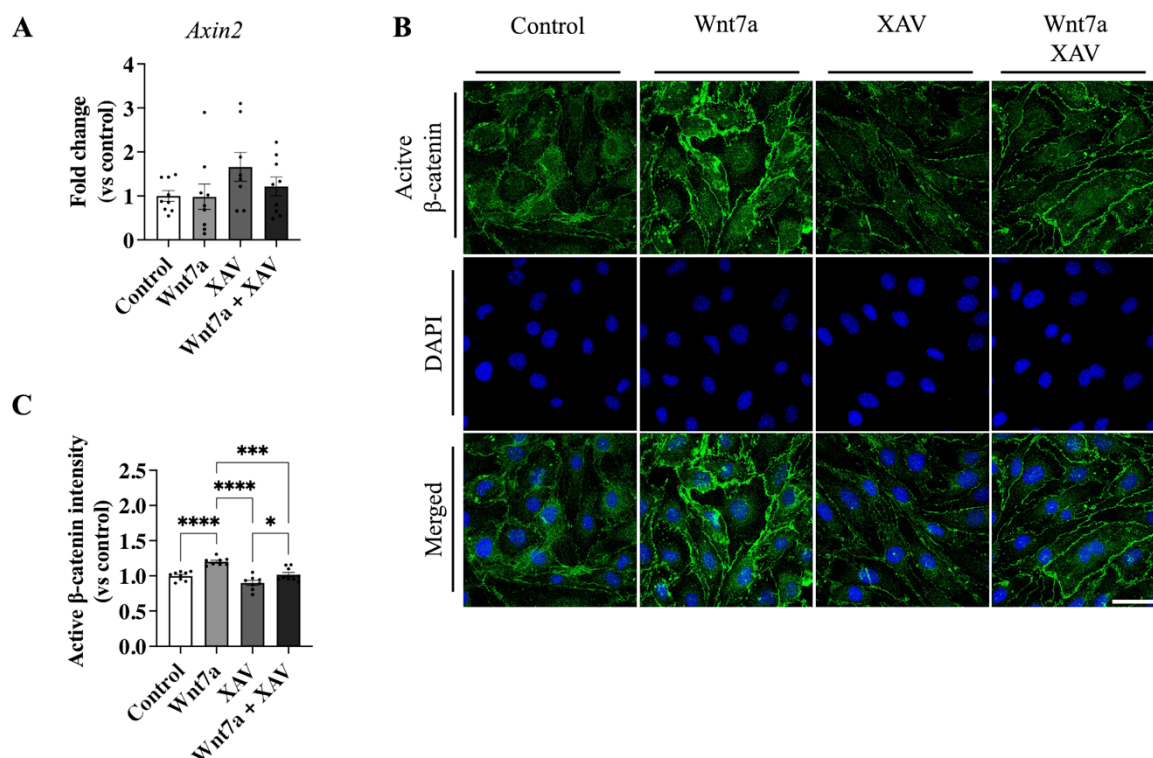 A
Axin2
Fold change
(vs control)
4
3
2
1
0
Control
Wnt7a
XAV
Wnt7a + XAV
B
Control
Wnt7a
XAV
Wnt7a
XAV
Acitve
β-catenin
DAPI
Merged
C
Active β-catenin intensity
(vs control)
2.5
2.0
1.5
1.0
0.5
0.0
***
****
****
*
Control
Wnt7a
XAV
Wnt7a + XAV